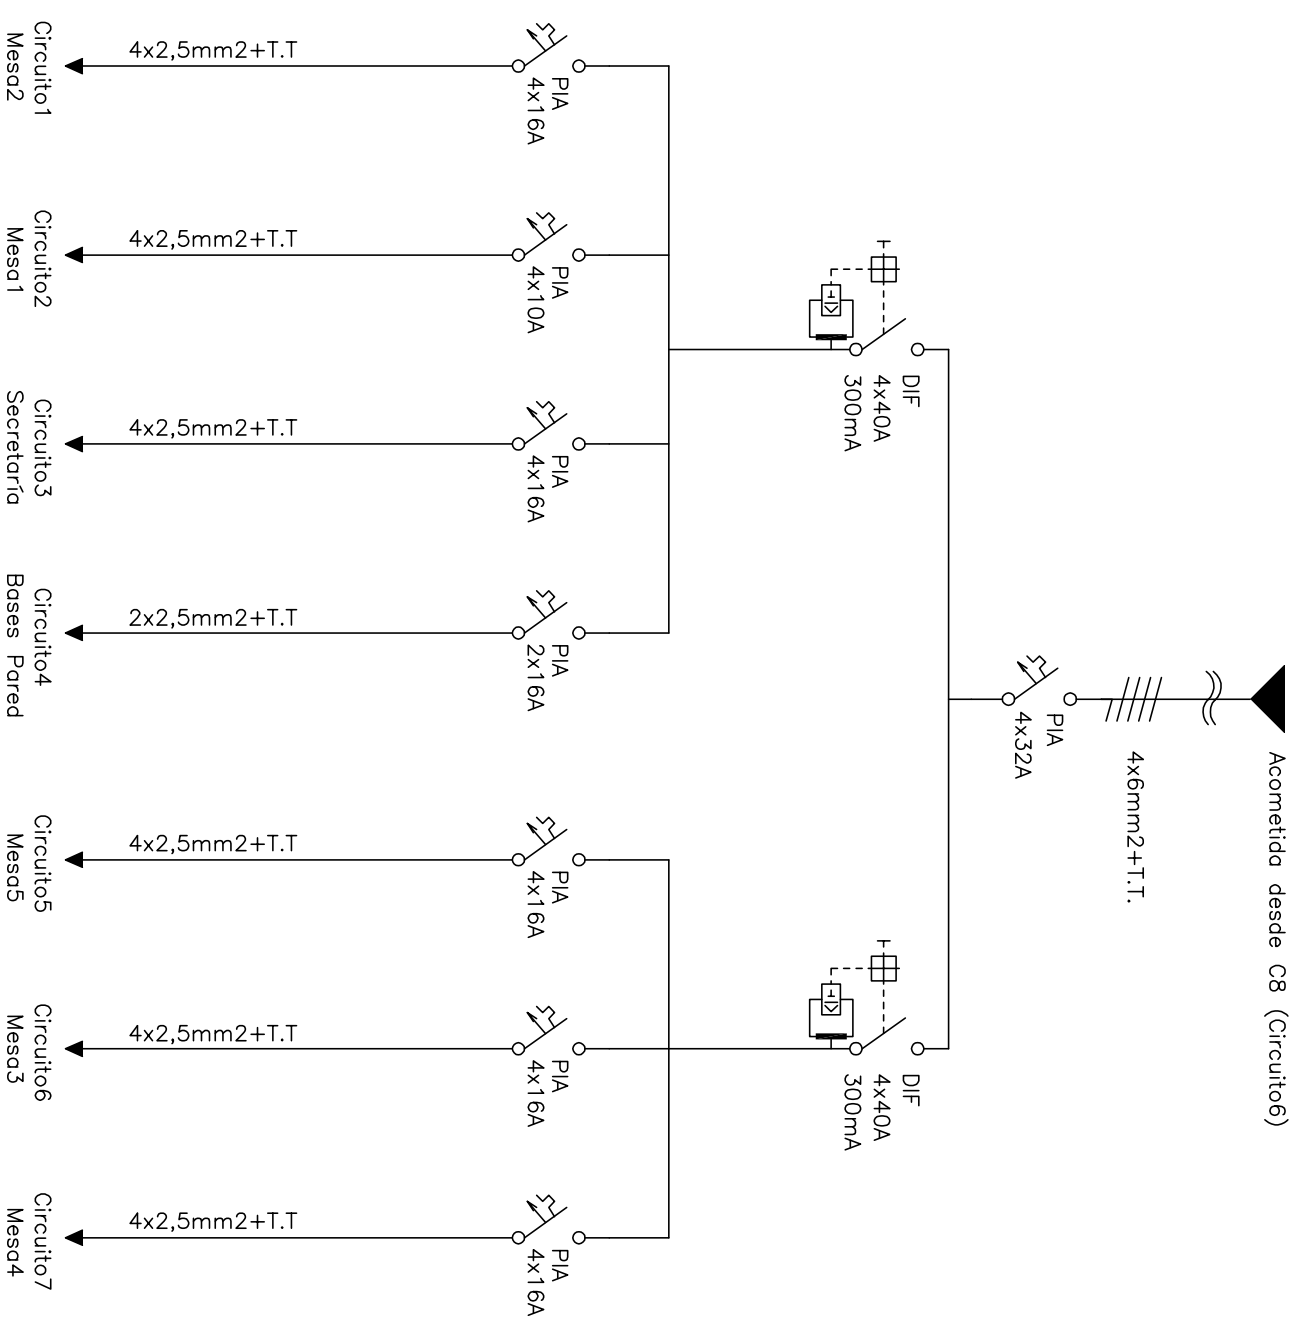 Acometida desde C8 (Circuito6)
4x6mm2+T.T.
PIA
4x32A
DIF
4x40A
300mA
DIF
4x40A
300mA
PIA
4x16A
PIA
4x10A
PIA
4x16A
PIA
2x16A
PIA
4x16A
PIA
4x16A
PIA
4x16A
4x2,5mm2+T.T
4x2,5mm2+T.T
4x2,5mm2+T.T
2x2,5mm2+T.T
4x2,5mm2+T.T
4x2,5mm2+T.T
4x2,5mm2+T.T
Circuito1
Mesa2
Circuito2
Mesa1
Circuito3
Secretaría
Circuito4
Bases Pared
Circuito5
Mesa5
Circuito6
Mesa3
Circuito7
Mesa4